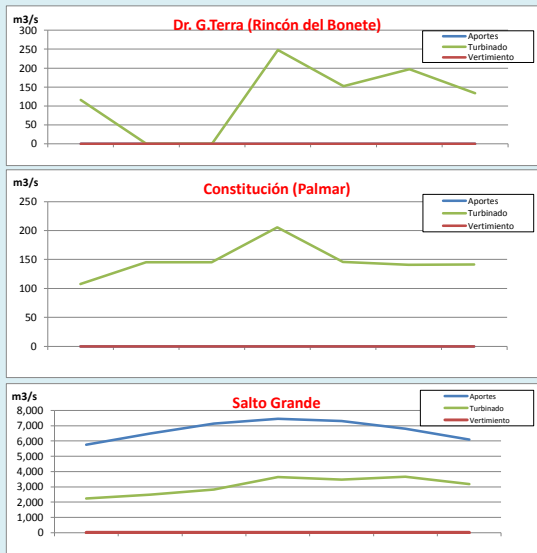 m3/s
Dr. G.Terra (Rincón del Bonete)
300
250
200
150
100
50
0
Aportes
Turbinado
Vertimiento
m3/s
Constitución (Palmar)
250
200
150
100
50
0
Aportes
Turbinado
Vertimiento
m3/s
Salto Grande
8,000
7,000
6,000
5,000
4,000
3,000
2,000
1,000
0
Aportes
Turbinado
Vertimiento